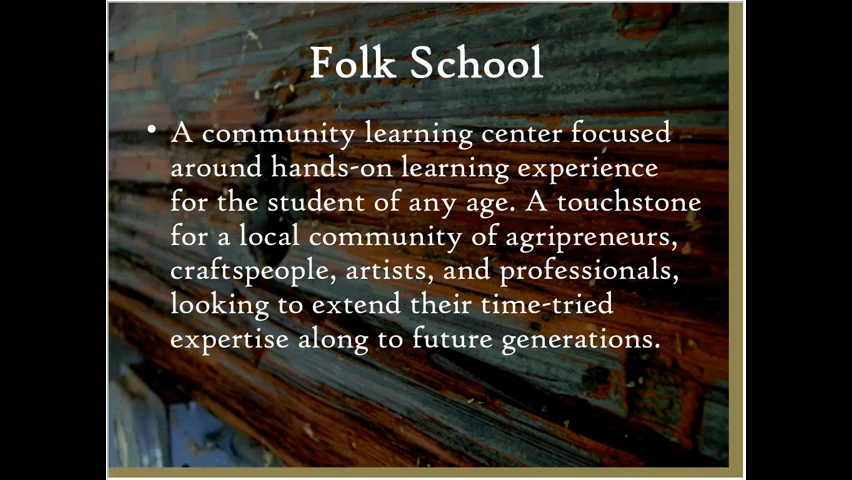 Folk School
• A community learning center focused
around hands-on learning experience
for the student of any age. A touchstone
for a local community of agripreneurs,
craftspeople, artists, and professionals,
looking to extend their time-tried
expertise along to future generations.